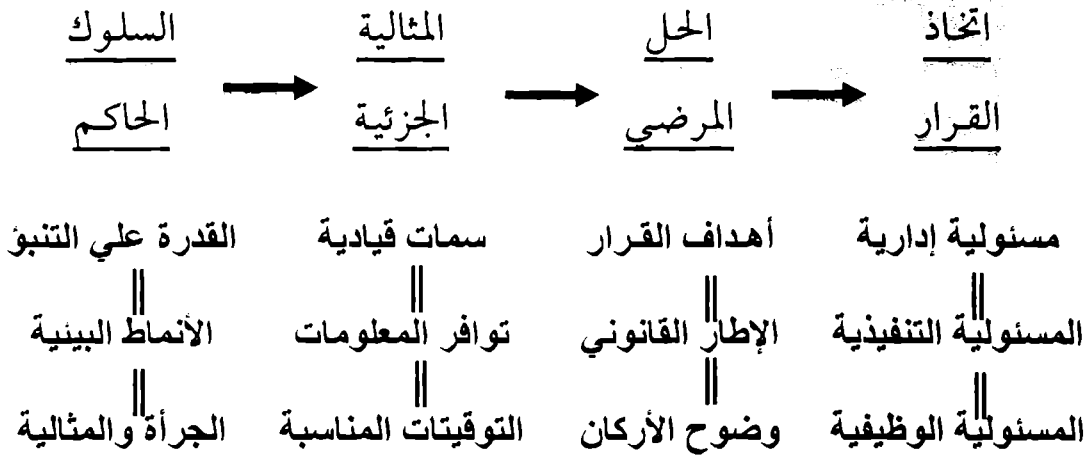 اتخاذ الحل المثالية السلوك
القرار المرضي الجزئية الحاكم
مسئولية إدارية أهداف القرار سمات قيادية القدرة علي التنبؤ
المسئولية التنفيذية الإطار القانوني توافر المعلومات الأنماط البيئية
المسئولية الوظيفية وضوح الأركان التوقيتات المناسبة الجرأة والمثالية